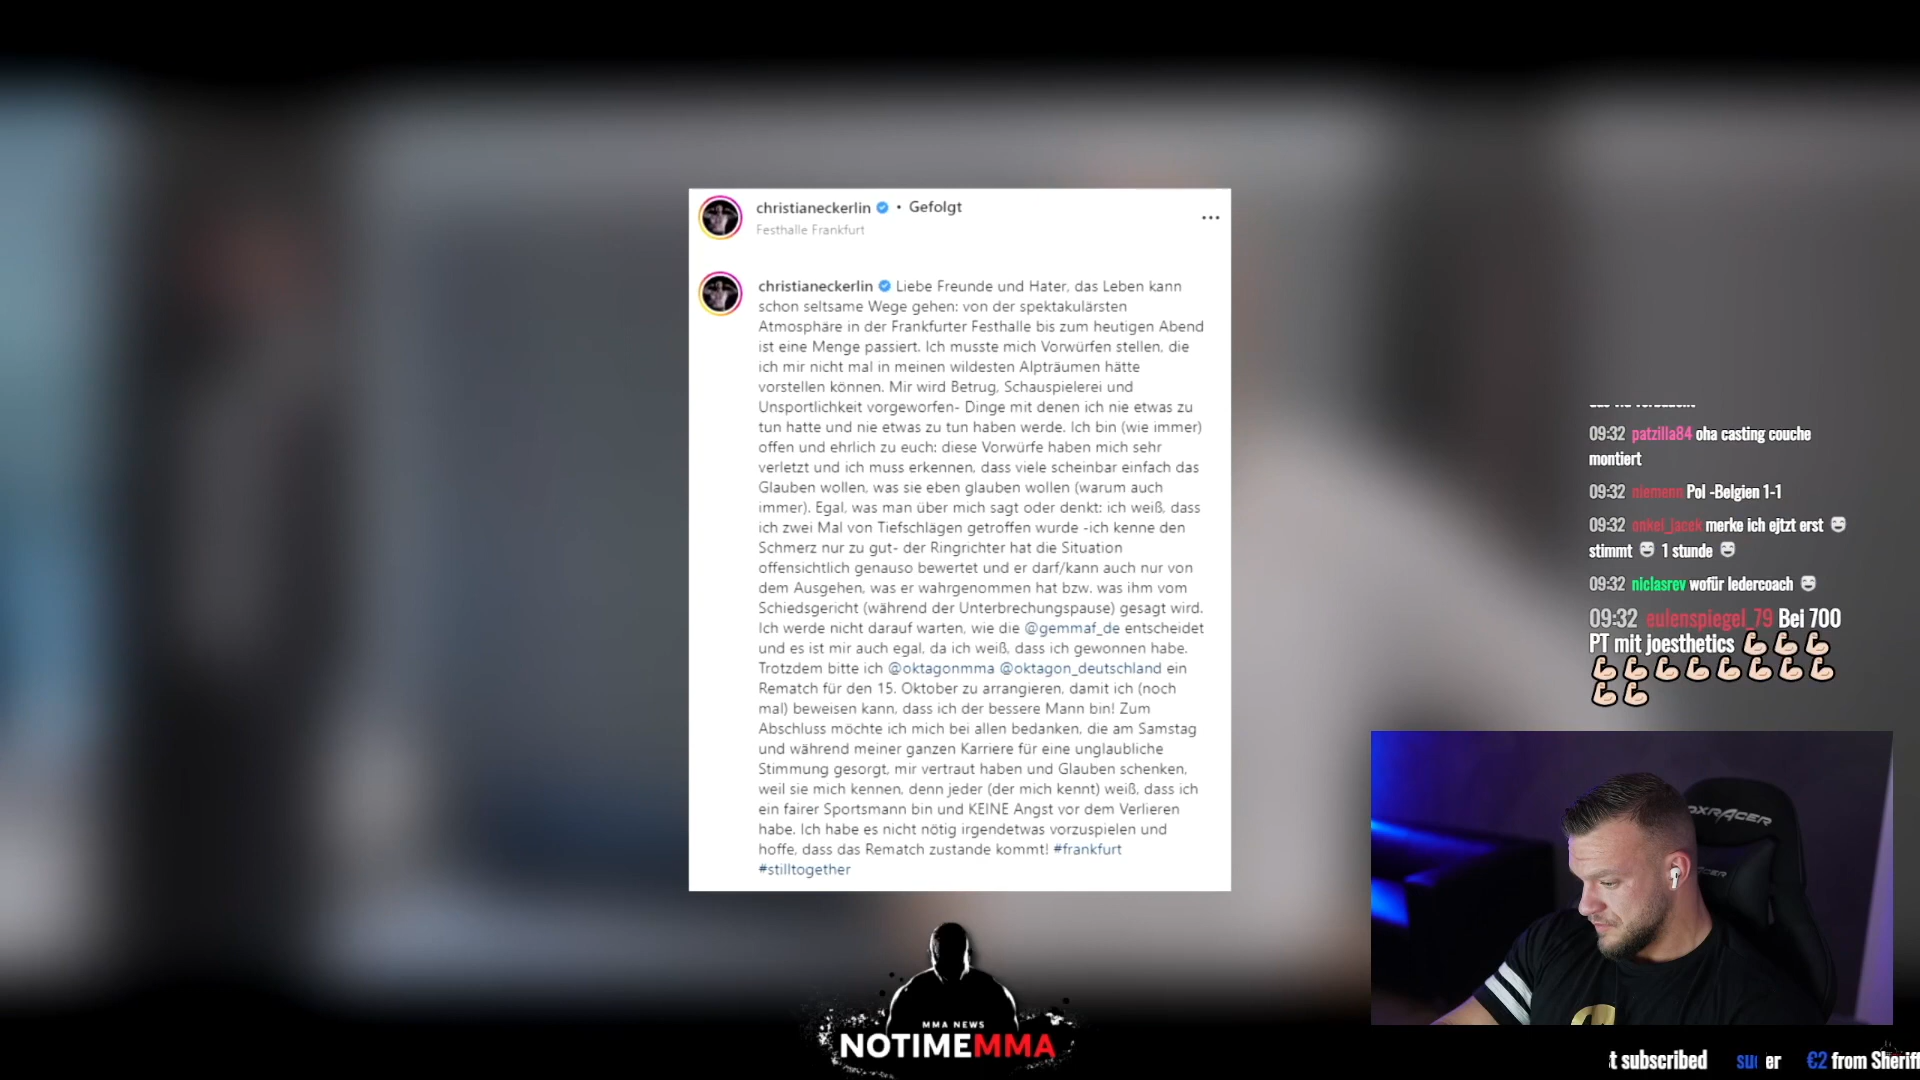 christianeckerlin • Gefolgt
Festhalle Frankfurt
christianeckerlin Liebe Freunde und Hater, das Leben kann
schon seltsame Wege gehen: von der spektakulärsten
Atmosphäre in der Frankfurter Festhalle bis zum heutigen Abend
ist eine Menge passiert. Ich musste mich Vorwürfen stellen, die
ich mir nicht mal in meinen wildesten Alpträumen hätte
vorstellen können. Mir wird Betrug, Schauspielerei und
Unsportlichkeit vorgeworfen- Dinge mit denen ich nie etwas zu
tun hatte und nie etwas zu tun haben werde. Ich bin (wie immer)
offen und ehrlich zu euch: diese Vorwürfe haben mich sehr
verletzt und ich muss erkennen, dass viele scheinbar einfach das
Glauben wollen, was sie eben glauben wollen (warum auch
immer). Egal, was man über mich sagt oder denkt: ich weiß, dass
ich zwei Mal von Tiefschlägen getroffen wurde -ich kenne den
Schmerz nur zu gut- der Ringrichter hat die Situation
offensichtlich genauso bewertet und er darf/kann auch nur von
dem Ausgehen, was er wahrgenommen hat bzw. was ihm vom
Schiedsgericht (während der Unterbrechungspause) gesagt wird.
Ich werde nicht darauf warten, wie die @gemmaf_de entscheidet
und es ist mir auch egal, da ich weiß, dass ich gewonnen habe.
Trotzdem bitte ich @oktagonmma @oktagon_deutschland ein
Rematch für den 15. Oktober zu arrangieren, damit ich (noch
mal) beweisen kann, dass ich der bessere Mann bin! Zum
Abschluss möchte ich mich bei allen bedanken, die am Samstag
und während meiner ganzen Karriere für eine unglaubliche
Stimmung gesorgt, mir vertraut haben und Glauben schenken,
weil sie mich kennen, denn jeder (der mich kennt) weiß, dass ich
ein fairer Sportsmann bin und KEINE Angst vor dem Verlieren
habe. Ich habe es nicht nötig irgendetwas vorzuspielen und
hoffe, dass das Rematch zustande kommt! #frankfurt
#stilltogether
09:32 patzilla84 oha casting couche
montiert
09:32 niemenn Pol -Belgien 1-1
09:32 onkel_jacek merke ich ejtzt erst
stimmt 1 stunde
09:32 niclasrev wofür ledercoach
09:32 eulenspiegel_79 Bei 700
PT mit joesthetics
MMA NEWS
NOTIMEMMA
t subscribed su er €2 from Sheriff